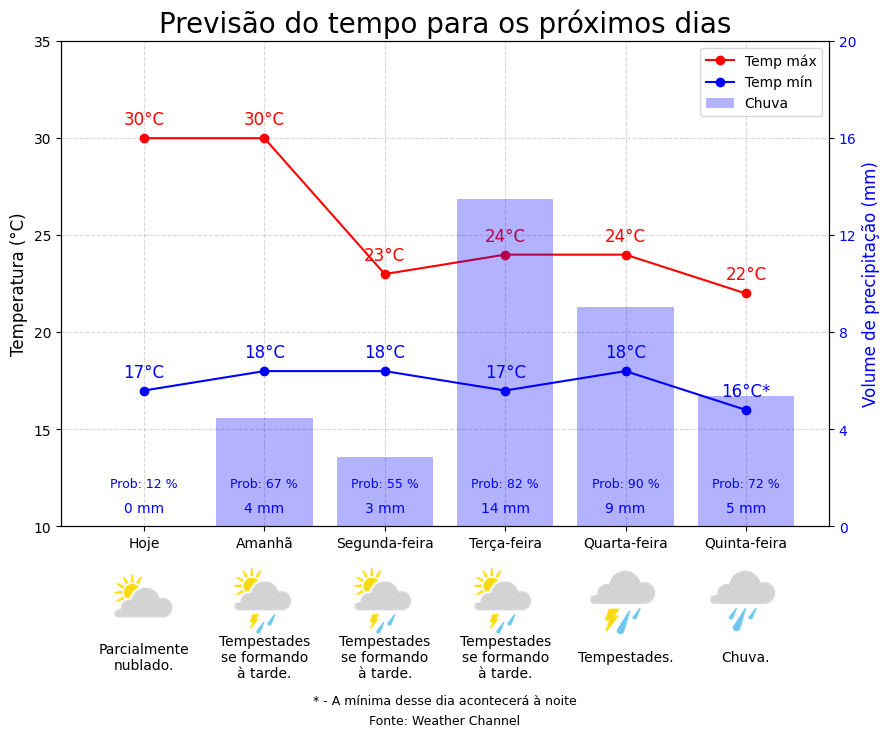 Previsão do tempo para os próximos dias
Temperatura (°C)
Volume de precipitação (mm)
35
30
25
20
15
10
20
16
12
8
4
0
Temp máx
Temp mín
Chuva
30°C 30°C 23°C 24°C 24°C 22°C
17°C 18°C 18°C 17°C 18°C 16°C*
Prob: 12 % Prob: 67 % Prob: 55 % Prob: 82 % Prob: 90 % Prob: 72 %
0 mm 4 mm 3 mm 14 mm 9 mm 5 mm
Hoje Amanhã Segunda-feira Terça-feira Quarta-feira Quinta-feira
Parcialmente
nublado.
Tempestades
se formando
à tarde.
Tempestades
se formando
à tarde.
Tempestades
se formando
à tarde.
Tempestades.
Chuva.
* - A mínima desse dia acontecerá à noite
Fonte: Weather Channel